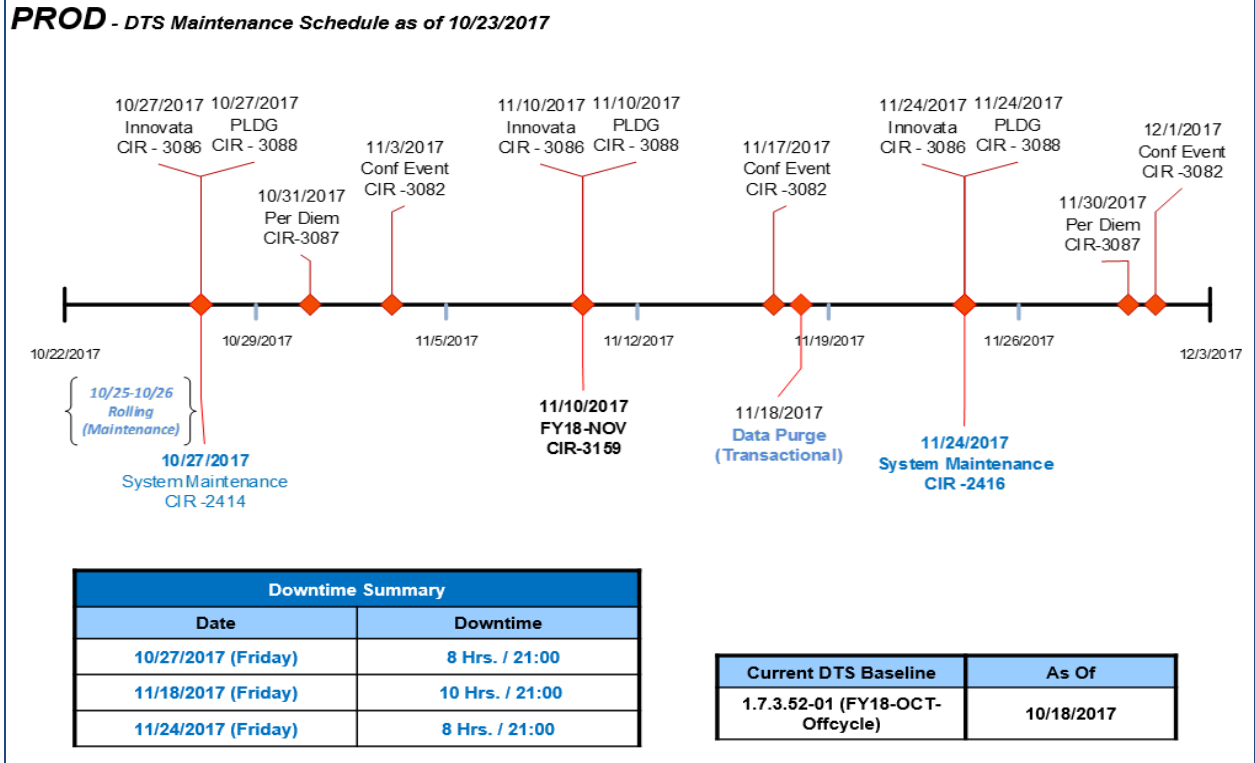 PROD - DTS Maintenance Schedule as of 10/23/2017
10/27/2017
Innovata
CIR - 3086
10/27/2017
PLDG
CIR - 3088
10/31/2017
Per Diem
CIR-3087
11/3/2017
Conf Event
CIR -3082
11/10/2017
Innovata
CIR - 3086
11/10/2017
PLDG
CIR - 3088
11/17/2017
Conf Event
CIR -3082
11/24/2017
Innovata
CIR - 3086
11/24/2017
PLDG
CIR - 3088
11/30/2017
Per Diem
CIR-3087
12/1/2017
Conf Event
CIR -3082
10/22/2017
10/29/2017
11/5/2017
11/12/2017
11/19/2017
11/26/2017
12/3/2017
10/25-10/26
Rolling
(Maintenance)
10/27/2017
System Maintenance
CIR -2414
11/10/2017
FY18-NOV
CIR-3159
11/18/2017
Data Purge
(Transactional)
11/24/2017
System Maintenance
CIR -2416
Downtime Summary
Date Downtime
10/27/2017 (Friday) 8 Hrs. / 21:00
11/18/2017 (Friday) 10 Hrs. / 21:00
11/24/2017 (Friday) 8 Hrs. / 21:00
Current DTS Baseline As Of
1.7.3.52-01 (FY18-OCT-
Offcycle)
10/18/2017